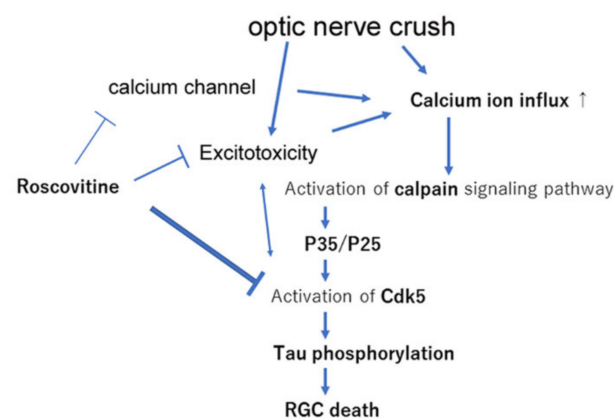 optic nerve crush
calcium channel
Calcium ion influx ↑
Excitotoxicity
Roscovitine
Activation of calpain signaling pathway
P35/P25
Activation of Cdk5
Tau phosphorylation
RGC death